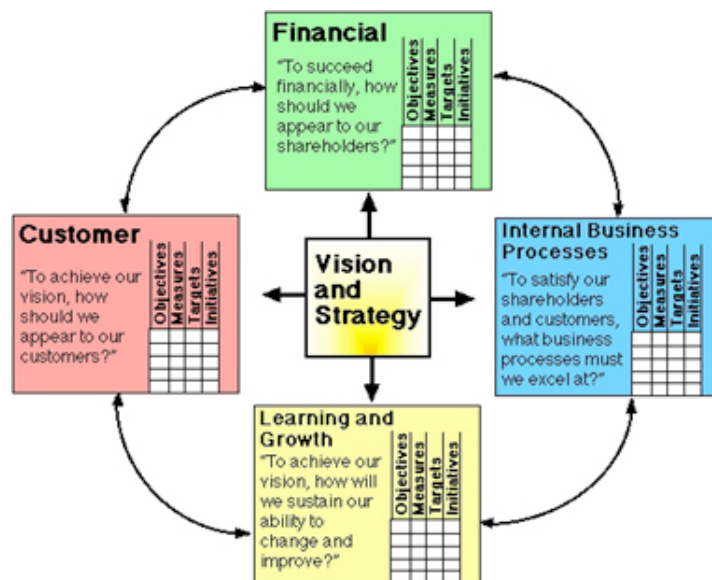 Financial
"To succeed
financially, how
should we
appear to our
shareholders?"
Objectives
Measures
Targets
Initiatives
Customer
"To achieve our
vision, how
should we
appear to our
customers?"
Objectives
Measures
Targets
Initiatives
Vision
and
Strategy
Internal Business
Processes
"To satisfy our
shareholders
and customers,
what business
processes must
we excel at?"
Objectives
Measures
Targets
Initiatives
Learning and
Growth
"To achieve our
vision, how will
we sustain our
ability to
change and
improve?"
Objectives
Measures
Targets
Initiatives